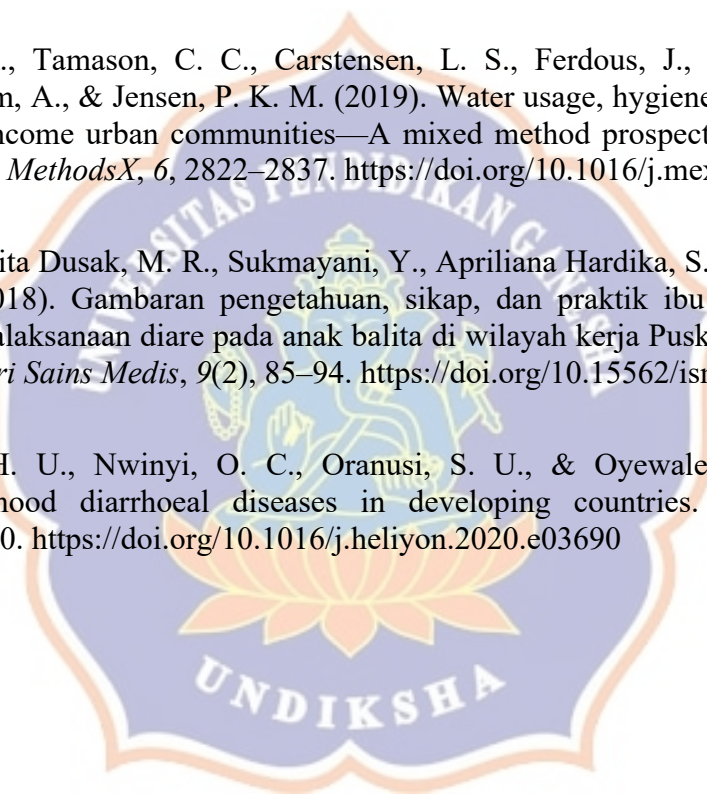 ., Tamason, C. C., Carstensen, L. S., Ferdous, J.,
m, A., & Jensen, P. K. M. (2019). Water usage, hygiene
ncome urban communities—A mixed method prospect
MethodsX, 6, 2822–2837. https://doi.org/10.1016/j.mex
UNIVERSITAS PENDIDIKAN GANESHA
ita Dusak, M. R., Sukmayani, Y., Apriliana Hardika, S.
018). Gambaran pengetahuan, sikap, dan praktik ibu
alaksanaan diare pada anak balita di wilayah kerja Pusk
ri Sains Medis, 9(2), 85–94. https://doi.org/10.15562/isn
H. U., Nwinyi, O. C., Oranusi, S. U., & Oyewale
hood diarrhoeal diseases in developing countries.
0. https://doi.org/10.1016/j.heliyon.2020.e03690
UNDIKSHA